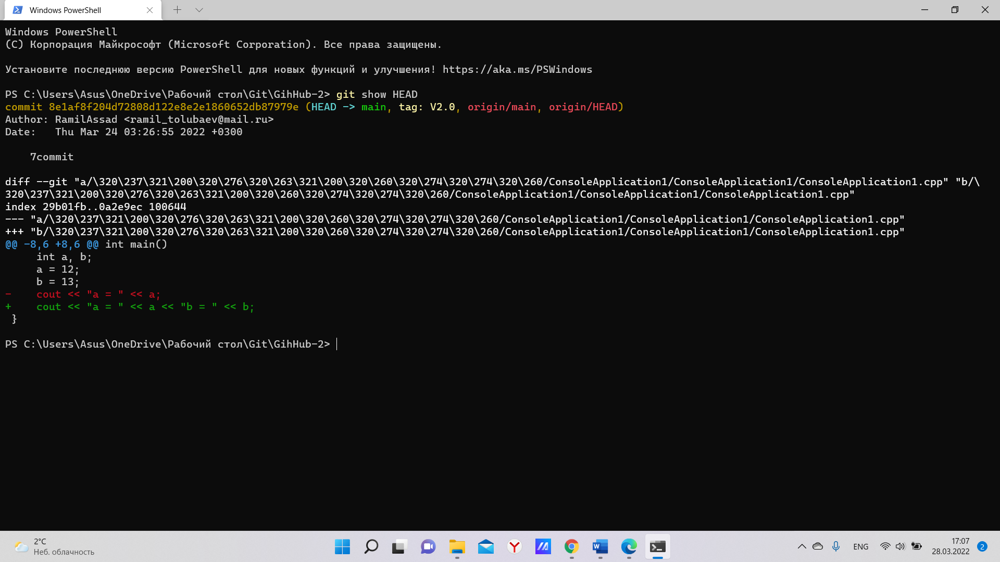 Windows PowerShell
Windows PowerShell
(C) Корпорация Майкрософт (Microsoft Corporation). Все права защищены.
Установите последнюю версию PowerShell для новых функций и улучшения! https://aka.ms/PSWindows
PS C:\Users\Asus\OneDrive\Рабочий стол\Git\GihHub-2> git show HEAD
commit 8e1af8f204d72808d122e8e2e1860652db87979e (HEAD -> main, tag: V2.0, origin/main, origin/HEAD)
Author: RamilAssad <ramil_tolubaev@mail.ru>
Date:   Thu Mar 24 03:26:55 2022 +0300
7commit
diff --git "a/\320\237\321\200\320\276\320\263\321\200\320\260\320\274\320\274\320\260/ConsoleApplication1/ConsoleApplication1/ConsoleApplication1.cpp" "b/\
320\237\321\200\320\276\320\263\321\200\320\260\320\274\320\274\320\260/ConsoleApplication1/ConsoleApplication1/ConsoleApplication1.cpp"
index 29b01fb..0a2e9ec 100644
--- "a/\320\237\321\200\320\276\320\263\321\200\320\260\320\274\320\274\320\260/ConsoleApplication1/ConsoleApplication1/ConsoleApplication1.cpp"
+++ "b/\320\237\321\200\320\276\320\263\321\200\320\260\320\274\320\274\320\260/ConsoleApplication1/ConsoleApplication1/ConsoleApplication1.cpp"
@@ -8,6 +8,6 @@ int main()
     int a, b;
     a = 12;
     b = 13;
-    cout << "a = " << a;
+    cout << "a = " << a << "b = " << b;
 }
PS C:\Users\Asus\OneDrive\Рабочий стол\Git\GihHub-2>
2°C
Неб. облачность
ENG
17:07
28.03.2022
2